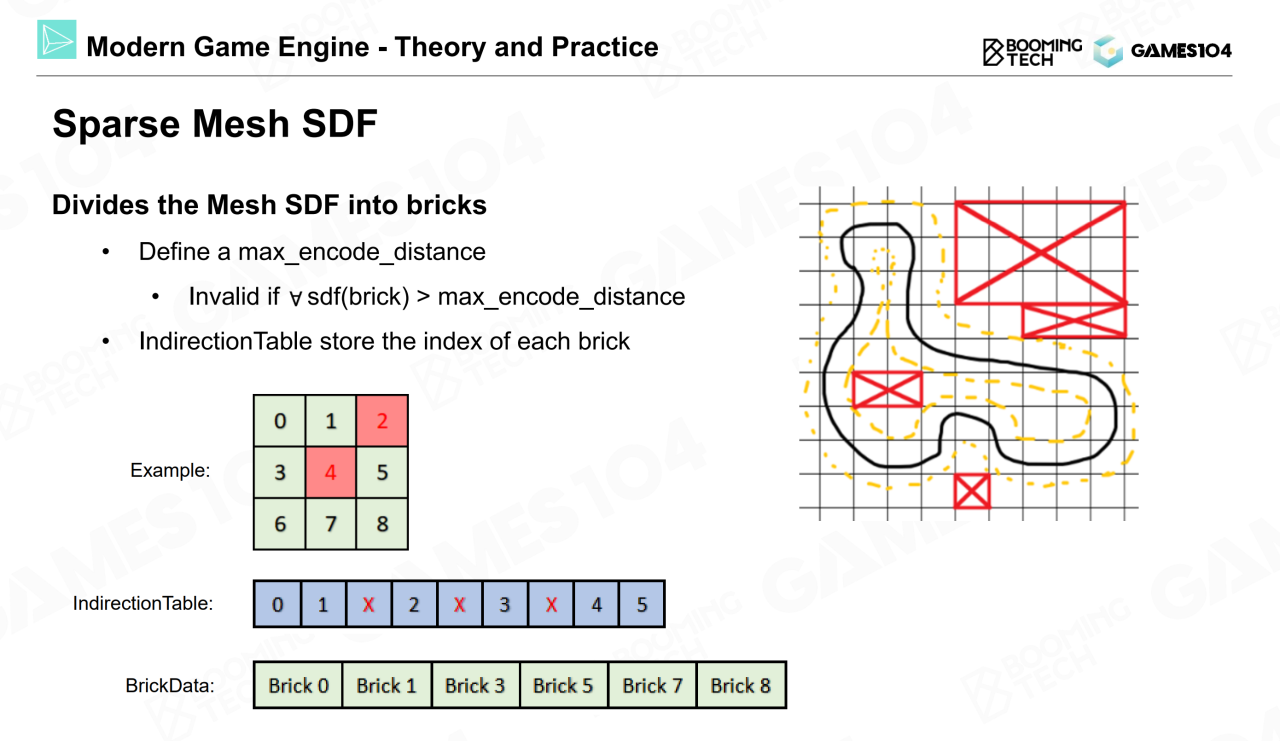 Modern Game Engine - Theory and Practice
BOOMING
TECH
GAMES104
Sparse Mesh SDF
Divides the Mesh SDF into bricks
• Define a max_encode_distance
• Invalid if ∀ sdf(brick) > max_encode_distance
• IndirectionTable store the index of each brick
Example:
0 1 2
3 4 5
6 7 8
IndirectionTable: 0 1 X 2 X 3 X 4 5
BrickData: Brick 0 Brick 1 Brick 3 Brick 5 Brick 7 Brick 8